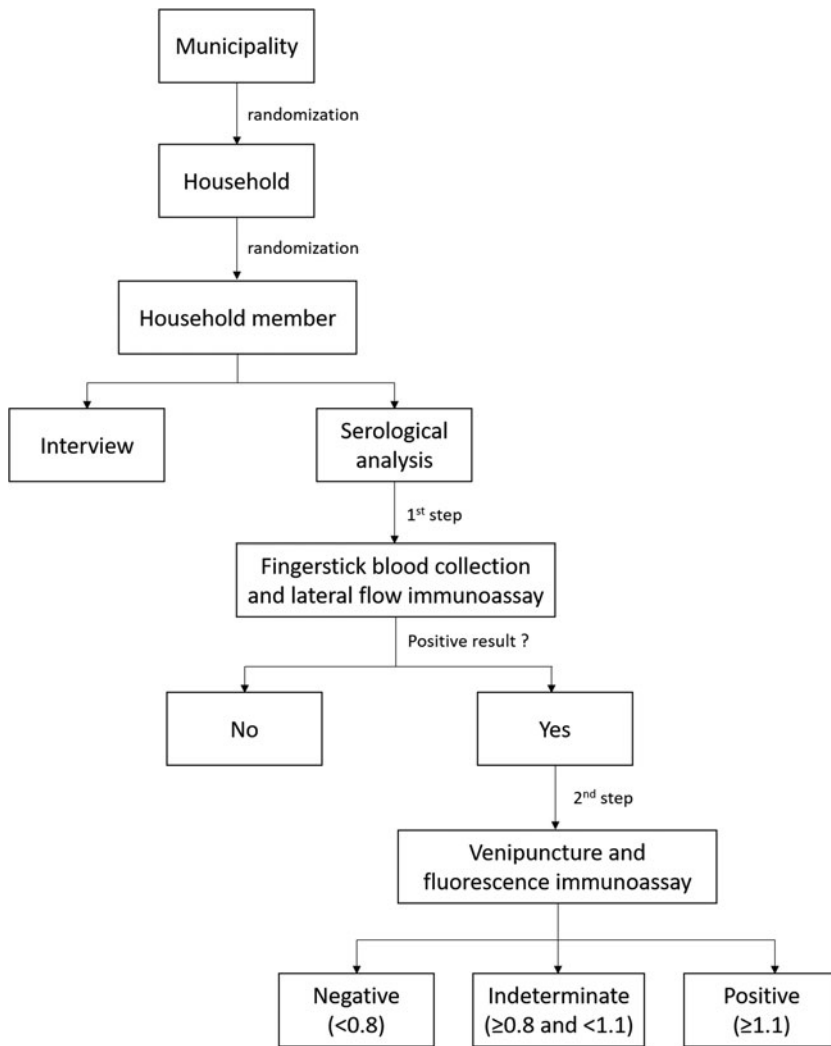 Municipality
randomization
Household
randomization
Household member
Interview
Serological
analysis
1st step
Fingerstick blood collection
and lateral flow immunoassay
Positive result ?
No
Yes
2nd step
Venipuncture and
fluorescence immunoassay
Negative
(<0.8)
Indeterminate
(≥0.8 and <1.1)
Positive
(≥1.1)